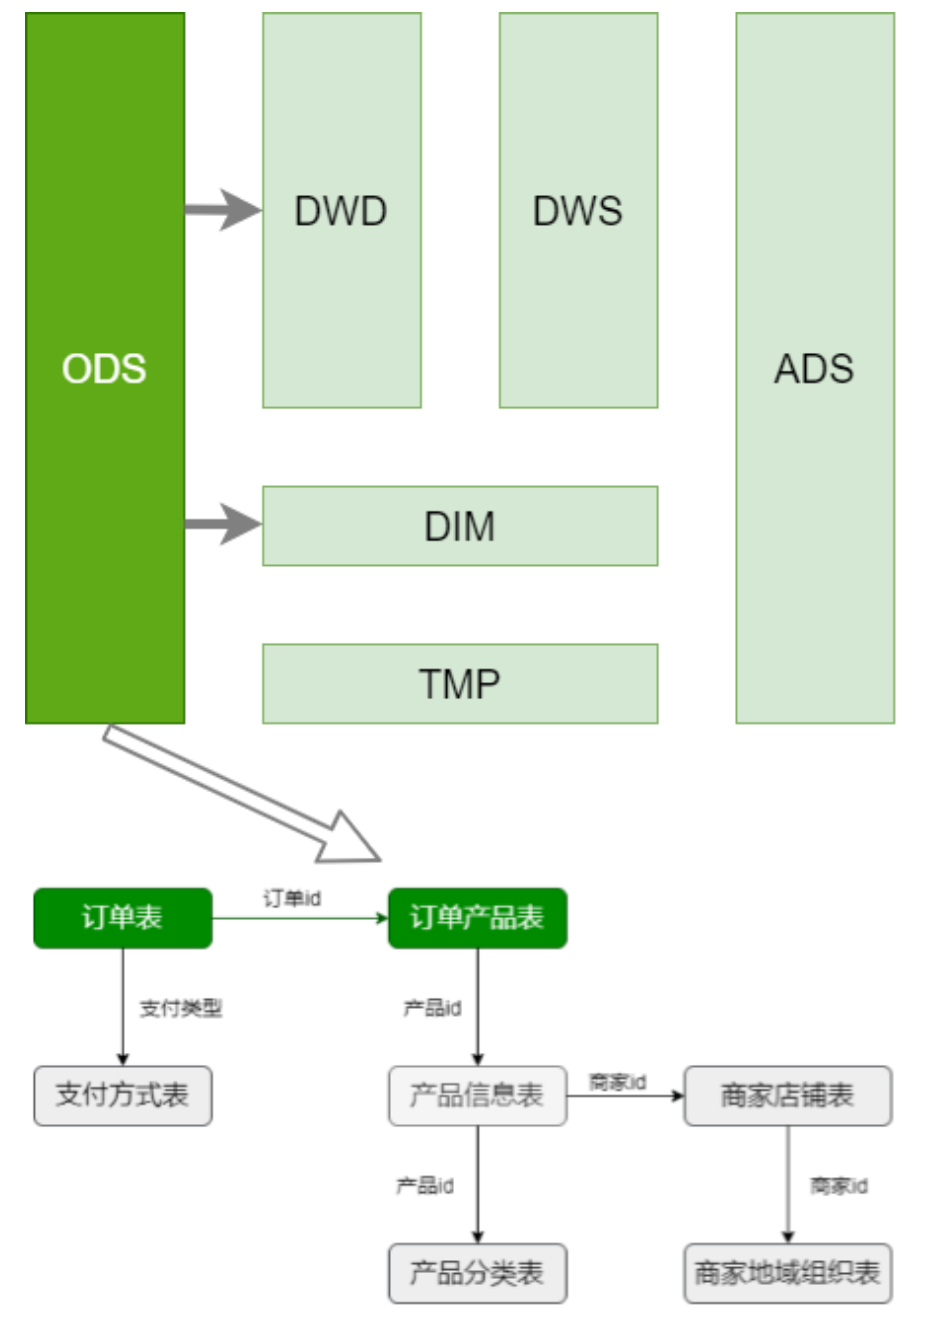 ODS
DWD
DWS
ADS
DIM
TMP
订单表
订单id
订单产品表
支付类型
产品id
支付方式表
产品信息表
商家id
商家店铺表
产品id
商家id
产品分类表
商家地域组织表